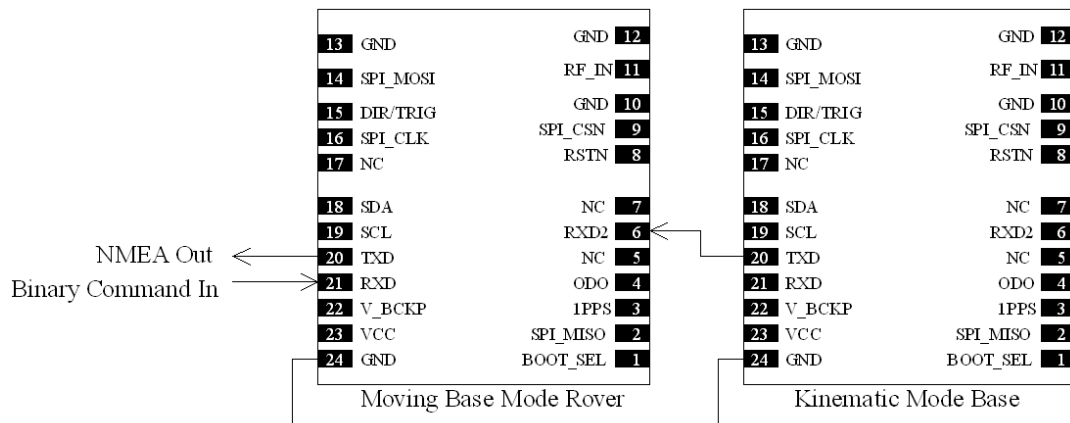 13 GND
GND 12
14 SPI_MOSI
RF_IN 11
15 DIR/TRIG
GND 10
16 SPI_CLK
SPI_CSN 9
17 NC
RSTN 8
18 SDA
NC 7
19 SCL
RXD2 6
20 TXD
NC 5
21 RXD
ODO 4
22 V_BCKP
1PPS 3
23 VCC
SPI_MISO 2
24 GND
BOOT_SEL 1
NMEA Out
Binary Command In
Moving Base Mode Rover
13 GND
GND 12
14 SPI_MOSI
RF_IN 11
15 DIR/TRIG
GND 10
16 SPI_CLK
SPI_CSN 9
17 NC
RSTN 8
18 SDA
NC 7
19 SCL
RXD2 6
20 TXD
NC 5
21 RXD
ODO 4
22 V_BCKP
1PPS 3
23 VCC
SPI_MISO 2
24 GND
BOOT_SEL 1
Kinematic Mode Base